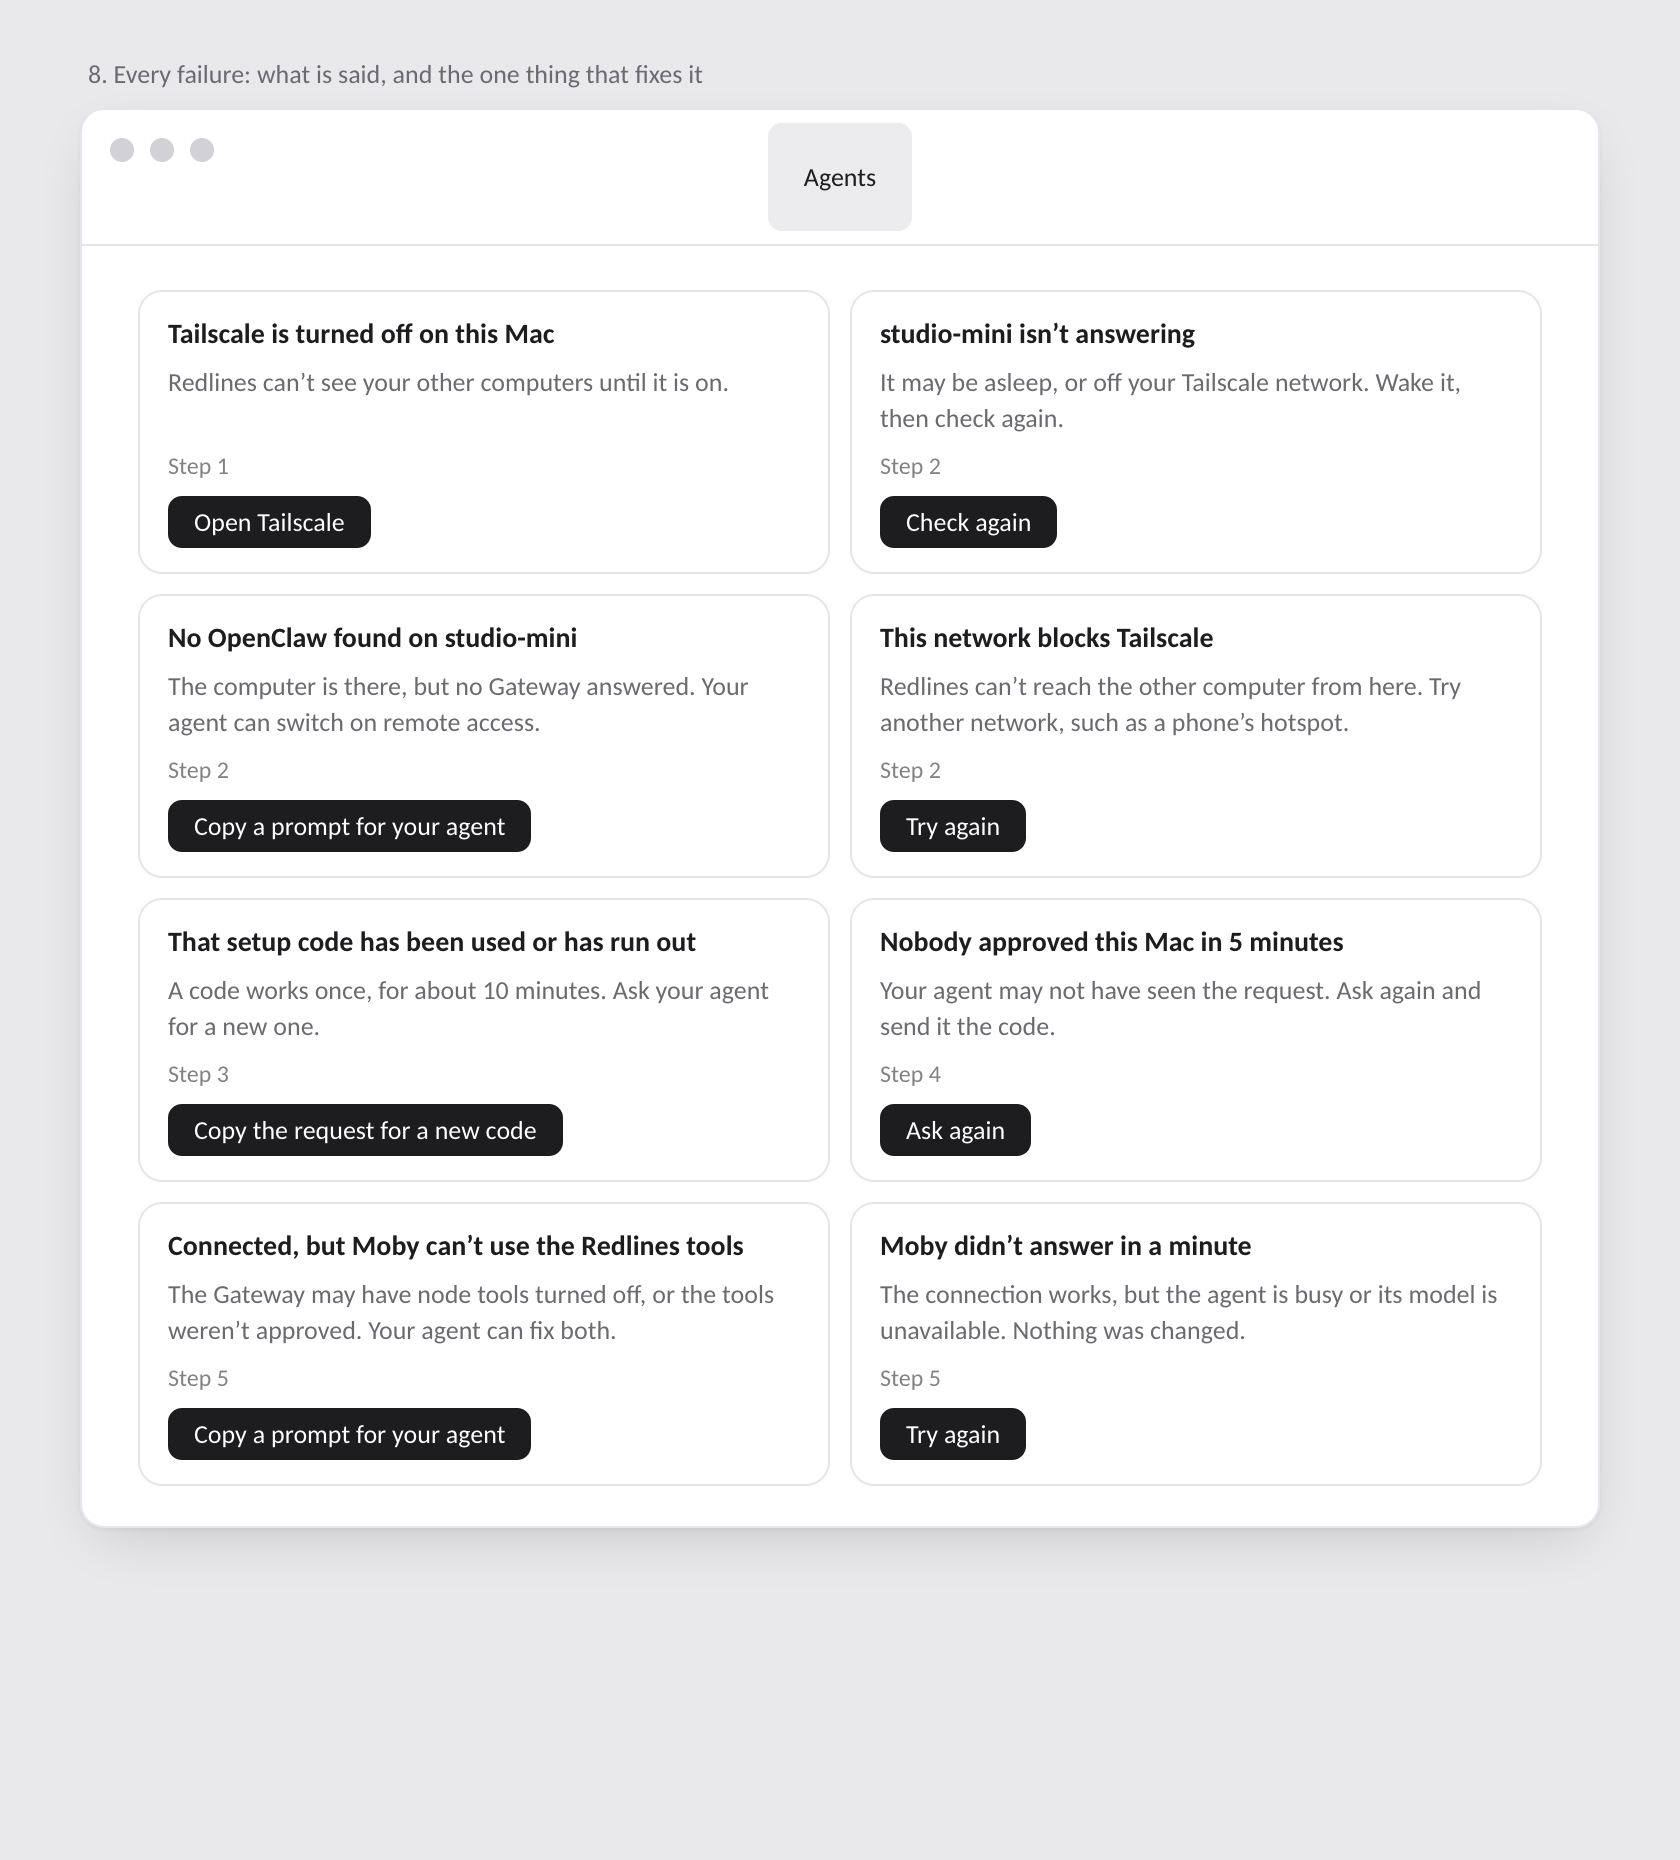 8. Every failure: what is said, and the one thing that fixes it
Agents
Tailscale is turned off on this Mac
Redlines can’t see your other computers until it is on.
Step 1
Open Tailscale
studio-mini isn’t answering
It may be asleep, or off your Tailscale network. Wake it,
then check again.
Step 2
Check again
No OpenClaw found on studio-mini
The computer is there, but no Gateway answered. Your
agent can switch on remote access.
Step 2
Copy a prompt for your agent
This network blocks Tailscale
Redlines can’t reach the other computer from here. Try
another network, such as a phone’s hotspot.
Step 2
Try again
That setup code has been used or has run out
A code works once, for about 10 minutes. Ask your agent
for a new one.
Step 3
Copy the request for a new code
Nobody approved this Mac in 5 minutes
Your agent may not have seen the request. Ask again and
send it the code.
Step 4
Ask again
Connected, but Moby can’t use the Redlines tools
The Gateway may have node tools turned off, or the tools
weren’t approved. Your agent can fix both.
Step 5
Copy a prompt for your agent
Moby didn’t answer in a minute
The connection works, but the agent is busy or its model is
unavailable. Nothing was changed.
Step 5
Try again